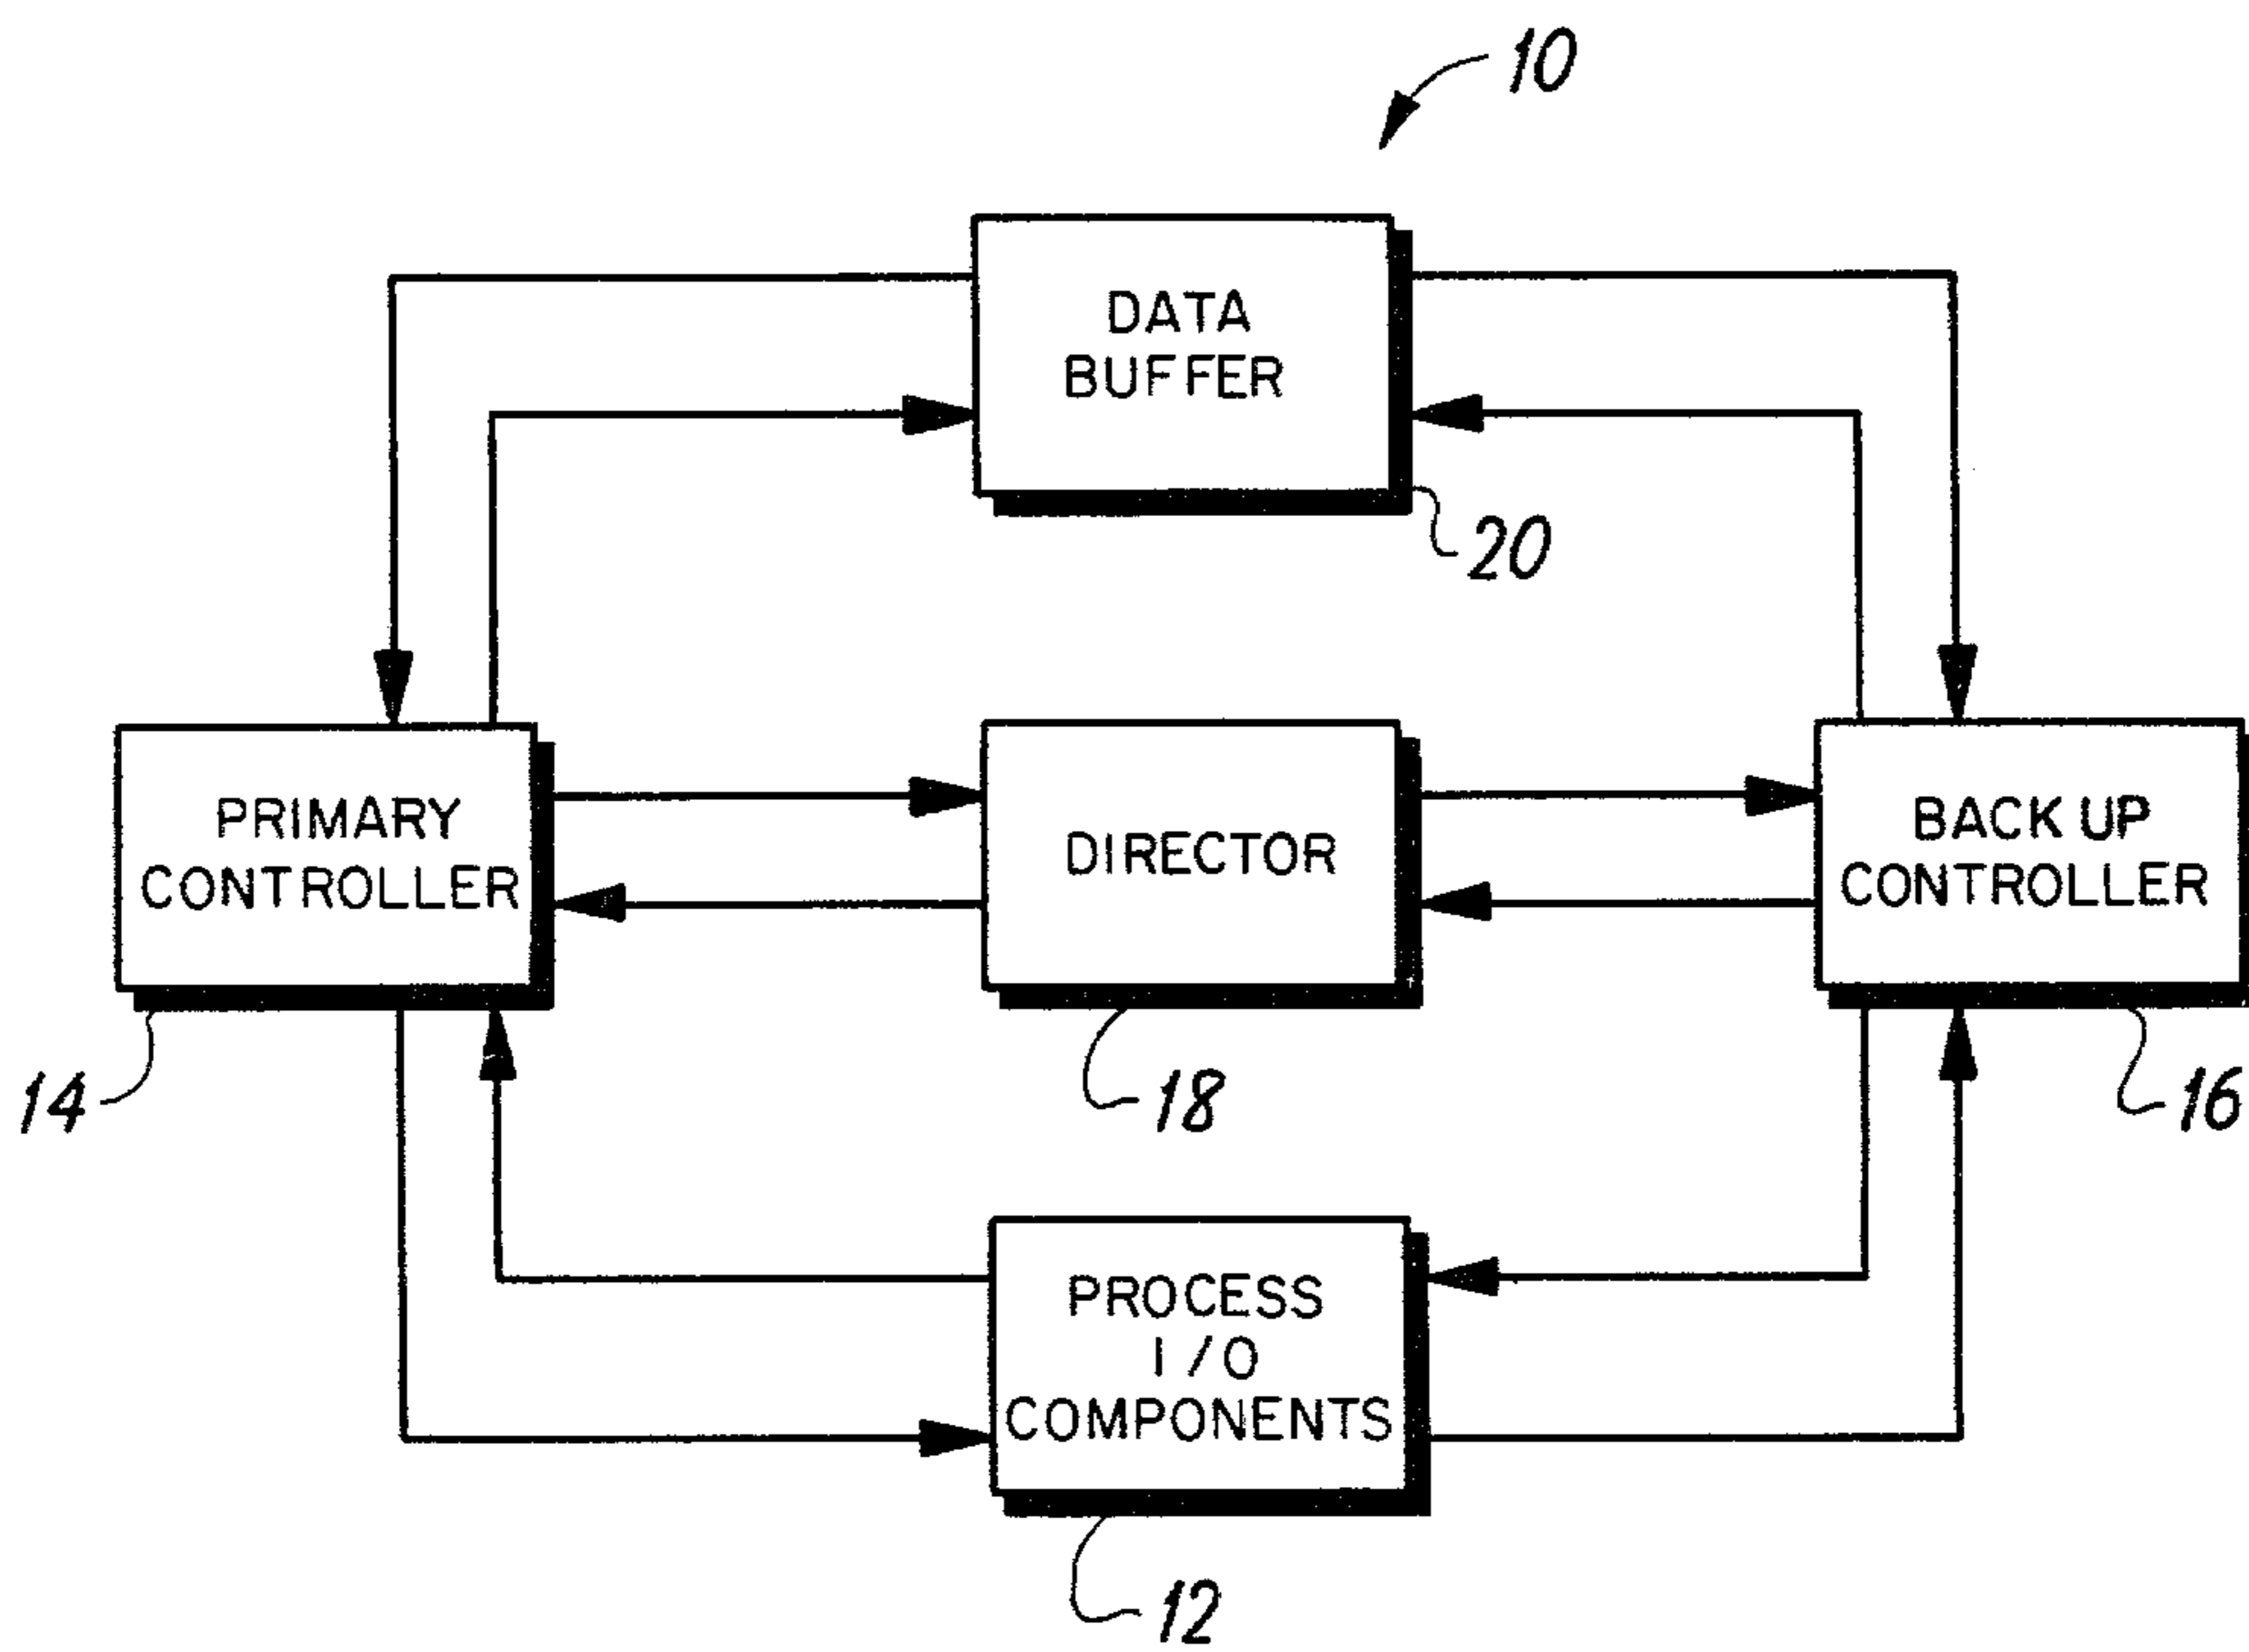 10
DATA
BUFFER
20
PRIMARY
CONTROLLER
DIRECTOR
BACK UP
CONTROLLER
14
18
16
PROCESS
I/O
COMPONENTS
12